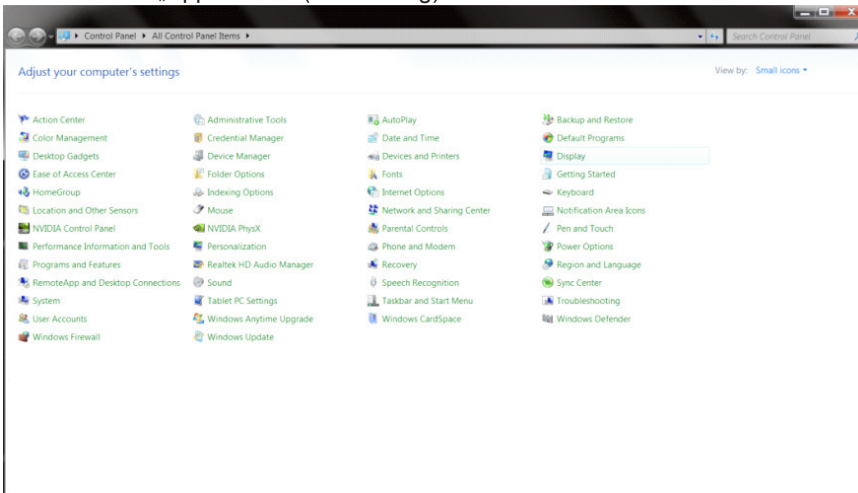 Control Panel ▸ All Control Panel Items ▸ Search Control Panel
Adjust your computer's settings View by: Small icons
Action Center Administrative Tools AutoPlay Backup and Restore
Color Management Credential Manager Date and Time Default Programs
Desktop Gadgets Device Manager Devices and Printers Display
Ease of Access Center Folder Options Fonts Getting Started
HomeGroup Indexing Options Internet Options Keyboard
Location and Other Sensors Mouse Network and Sharing Center Notification Area Icons
NVIDIA Control Panel NVIDIA PhysX Parental Controls Pen and Touch
Performance Information and Tools Personalization Phone and Modem Power Options
Programs and Features Realtek HD Audio Manager Recovery Region and Language
RemoteApp and Desktop Connections Sound Speech Recognition Sync Center
System Tablet PC Settings Taskbar and Start Menu Troubleshooting
User Accounts Windows Anytime Upgrade Windows CardSpace Windows Defender
Windows Firewall Windows Update